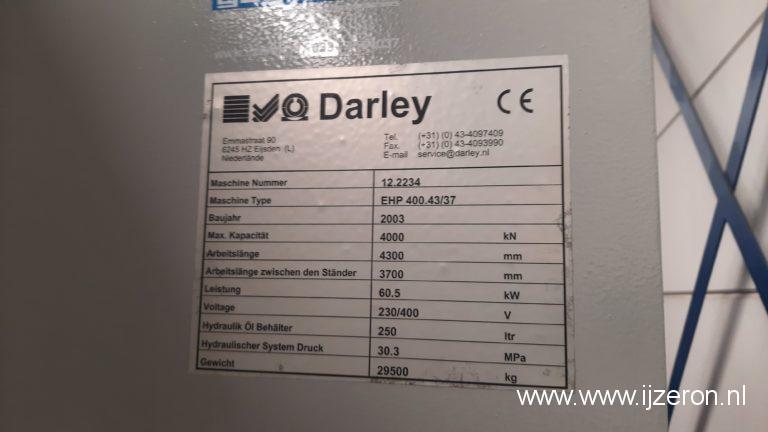 Darley
CE
Emmastraat 90
6245 HZ Eijsden (L)
Niederlände
Tel. (+31) (0) 43-4097409
Fax. (+31) (0) 43-4093990
E-mail service@darley.nl
Maschine Nummer 12.2234
Maschine Type EHP 400.43/37
Baujahr 2003
Max. Kapacität 4000 kN
Arbeitslänge 4300 mm
Arbeitslänge zwischen den Ständer 3700 mm
Leistung 60.5 kW
Voltage 230/400 V
Hydraulik Öl Behälter 250 ltr
Hydraulischer System Druck 30.3 MPa
Gewicht 29500 kg
www.www.ijzeron.nl